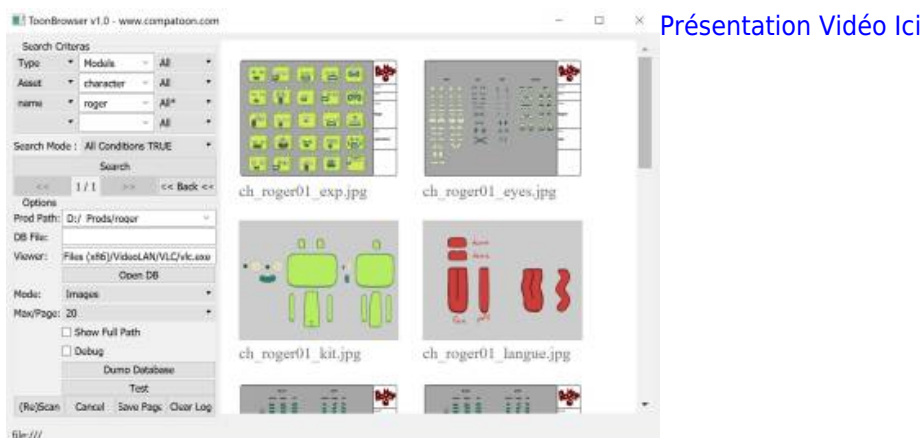 ToonBrowser v1.0 - www.compatoon.com
Présentation Vidéo Ici
Search Criteras
Type Models All
Asset character All
name roger All*
All
Search Mode : All Conditions TRUE
Search
<< 1 / 1 >> << Back <<
Options
Prod Path: D:/ Prods/roger
DB File:
Viewer: Files (x86)/VideoLAN/VLC/vlc.exe
Open DB
Mode: Images
Max/Page: 20
Show Full Path
Debug
Dump Database
Test
(Re)Scan Cancel Save Page Clear Log
file:///
ch_roger01_exp.jpg
ch_roger01_eyes.jpg
ch_roger01_kit.jpg
ch_roger01_langue.jpg